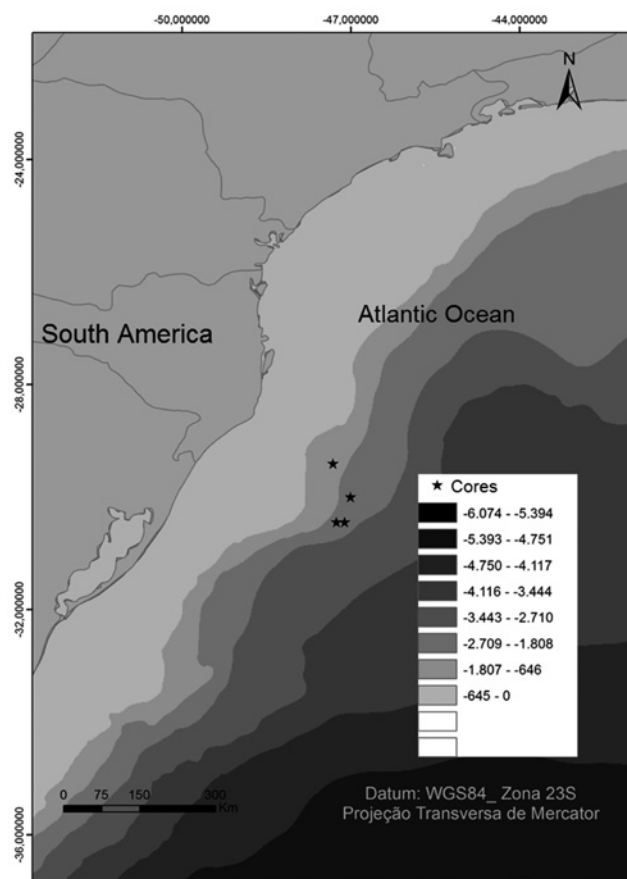 -50,000000 -47,000000 -44,000000
N
-24,000000
South America
Atlantic Ocean
-28,000000
Cores
-6.074 - -5.394
-5.393 - -4.751
-4.750 - -4.117
-4.116 - -3.444
-3.443 - -2.710
-2.709 - -1.808
-1.807 - -646
-645 - 0
-32,000000
0 75 150 300
Km
Datum: WGS84_ Zona 23S
Projeção Transversa de Mercator
-36,000000